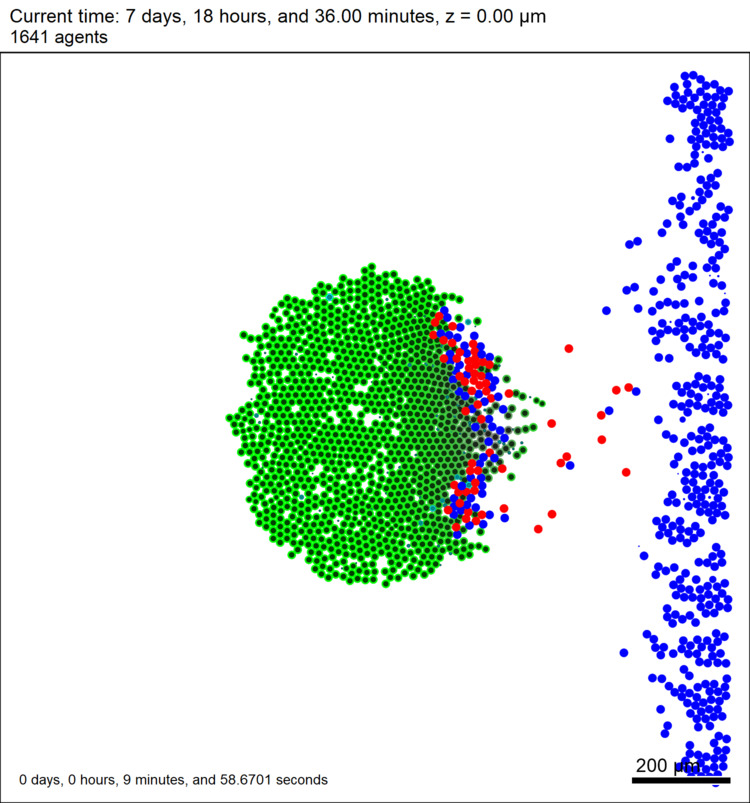 Current time: 7 days, 18 hours, and 36.00 minutes, z = 0.00 μm
1641 agents
200 μm
0 days, 0 hours, 9 minutes, and 58.6701 seconds